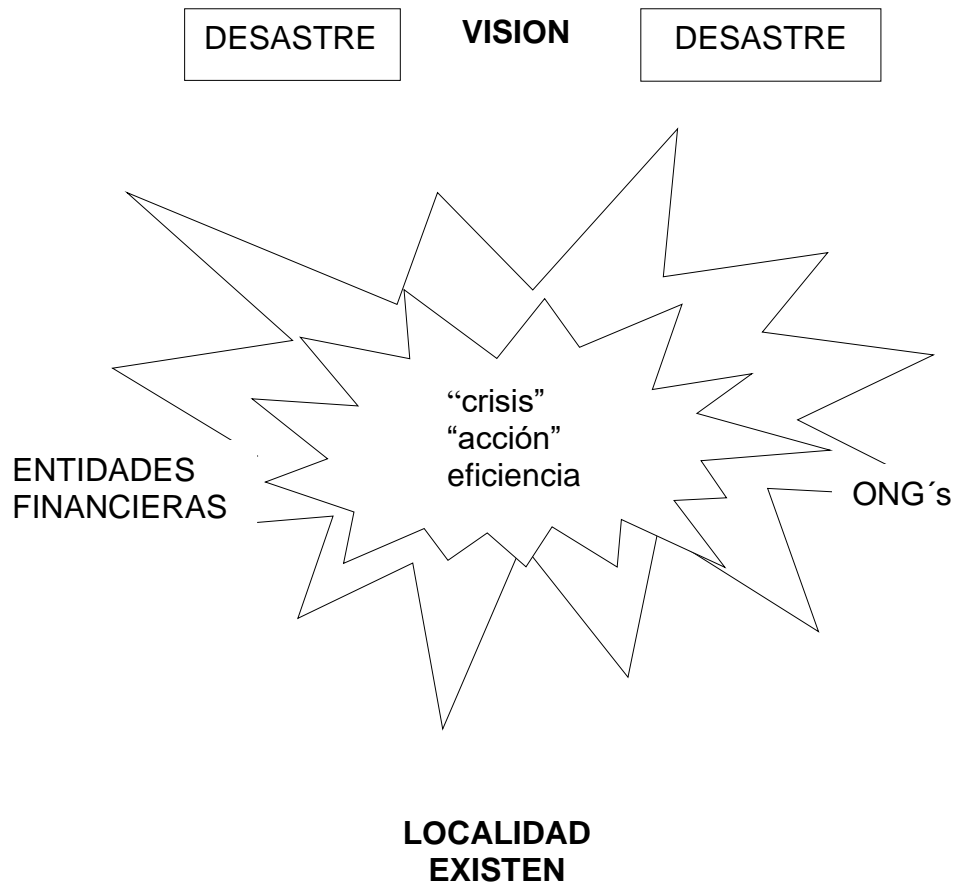 DESASTRE VISION DESASTRE
“crisis”
“acción”
eficiencia
ENTIDADES
FINANCIERAS
ONG´s
LOCALIDAD
EXISTEN